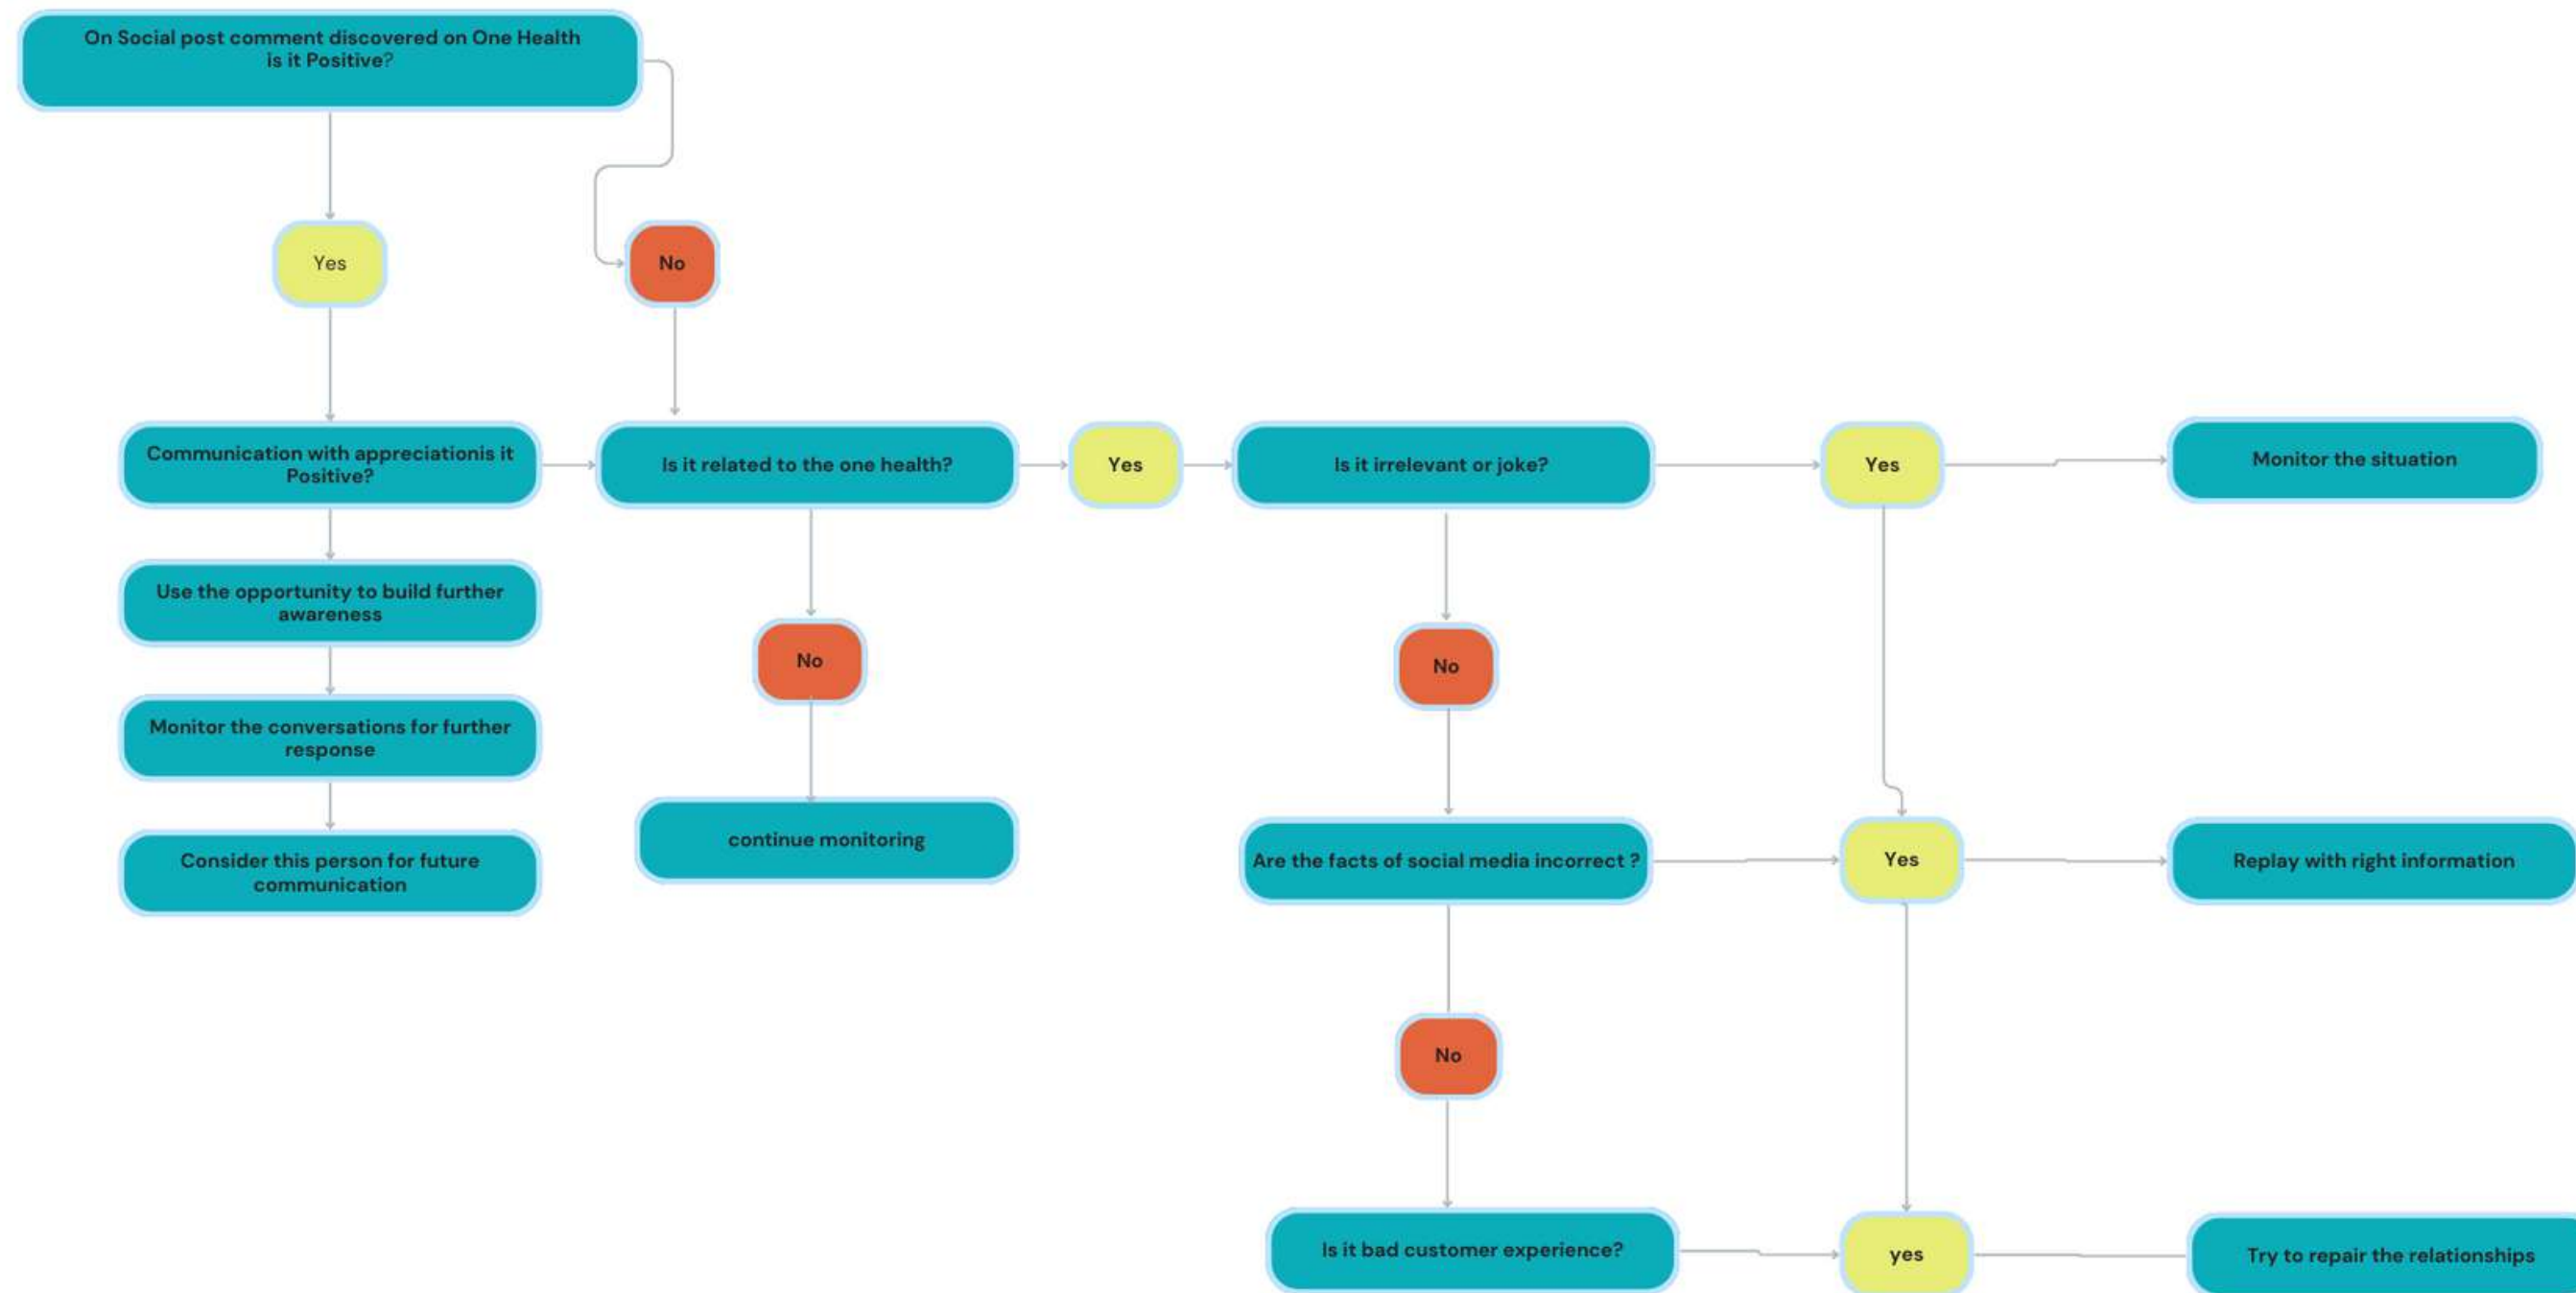 On Social post comment discovered on One Health
is it Positive?
Yes
No
Communication with appreciationis it
Positive?
Is it related to the one health?
Yes
Is it irrelevant or joke?
Yes
Monitor the situation
Use the opportunity to build further
awareness
No
No
Monitor the conversations for further
response
continue monitoring
Are the facts of social media incorrect ?
Yes
Replay with right information
Consider this person for future
communication
No
Is it bad customer experience?
yes
Try to repair the relationships